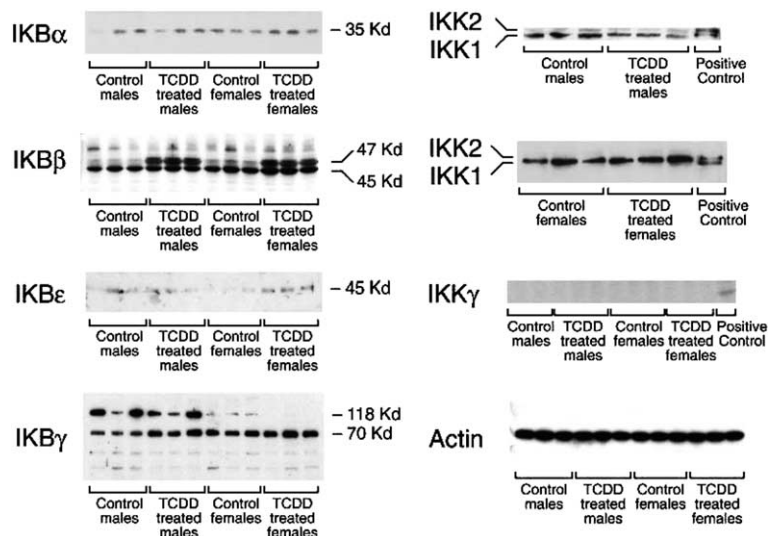 IKBα
– 35 Kd
Control males
TCDD treated males
Control females
TCDD treated females
IKBβ
47 Kd
45 Kd
Control males
TCDD treated males
Control females
TCDD treated females
IKBε
– 45 Kd
Control males
TCDD treated males
Control females
TCDD treated females
IKBγ
– 118 Kd
– 70 Kd
Control males
TCDD treated males
Control females
TCDD treated females
IKK2
IKK1
Control males
TCDD treated males
Positive Control
IKK2
IKK1
Control females
TCDD treated females
Positive Control
IKKγ
Control males
TCDD treated males
Control females
TCDD treated females
Positive Control
Actin
Control males
TCDD treated males
Control females
TCDD treated females